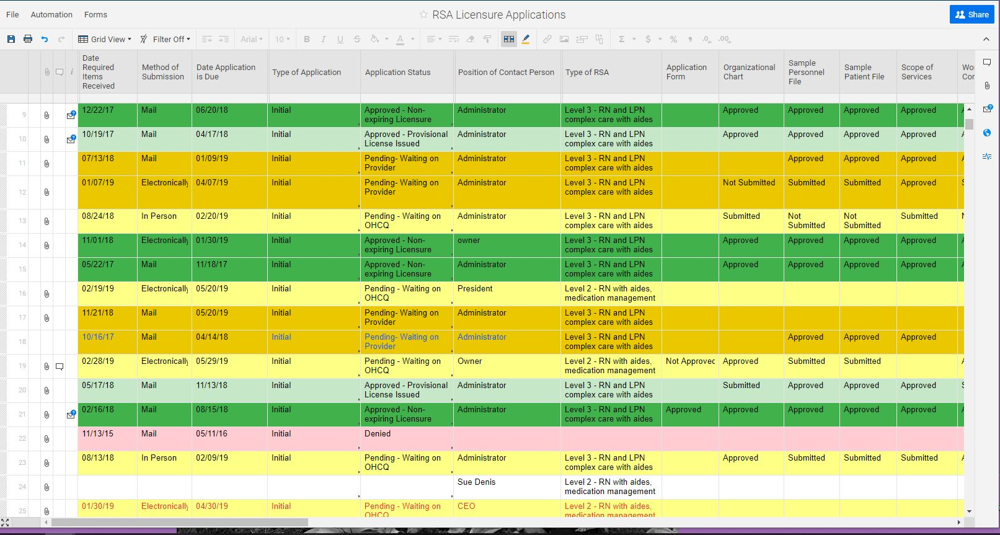 File Automation Forms RSA Licensure Applications Share
Grid View Filter Off Arial 10 B I U S A Σ $ % , .0 .00
Date Required Items Received Method of Submission Date Application is Due Type of Application Application Status Position of Contact Person Type of RSA Application Form Organizational Chart Sample Personnel File Sample Patient File Scope of Services
9 12/22/17 Mail 06/20/18 Initial Approved - Non-expiring Licensure Administrator Level 3 - RN and LPN complex care with aides Approved Approved Approved Approved
10 10/19/17 Mail 04/17/18 Initial Approved - Provisional License Issued Administrator Level 3 - RN and LPN complex care with aides Approved Approved Approved Approved
11 07/13/18 Mail 01/09/19 Initial Pending- Waiting on Provider Administrator Level 3 - RN and LPN complex care with aides Approved Approved Approved
12 01/07/19 Electronically 04/07/19 Initial Pending- Waiting on Provider Administrator Level 3 - RN and LPN complex care with aides Not Submitted Submitted Submitted Approved
13 08/24/18 In Person 02/20/19 Initial Pending - Waiting on OHCQ Administrator Level 3 - RN and LPN complex care with aides Submitted Not Submitted Not Submitted Submitted
14 11/01/18 Electronically 01/30/19 Initial Approved - Non-expiring Licensure owner Level 3 - RN and LPN complex care with aides Approved Approved Approved Approved
15 05/22/17 Mail 11/18/17 Initial Approved - Non-expiring Licensure Administrator Level 3 - RN and LPN complex care with aides Approved Approved Approved Approved
16 02/19/19 Electronically 05/20/19 Initial Pending - Waiting on OHCQ President Level 2 - RN with aides, medication management
17 11/21/18 Mail 05/20/19 Initial Pending- Waiting on Provider Administrator Level 3 - RN and LPN complex care with aides
18 10/16/17 Mail 04/14/18 Initial Pending- Waiting on Provider Administrator Level 3 - RN and LPN complex care with aides Approved Approved Approved
19 02/28/19 Electronically 05/29/19 Initial Pending - Waiting on OHCQ Owner Level 2 - RN with aides, medication management Not Approved Approved Submitted Submitted
20 05/17/18 Mail 11/13/18 Initial Approved - Provisional License Issued Administrator Level 3 - RN and LPN complex care with aides Submitted Approved Approved Approved
21 02/16/18 Mail 08/15/18 Initial Approved - Non-expiring Licensure Administrator Level 3 - RN and LPN complex care with aides Approved Approved Approved Approved Approved
22 11/13/15 Mail 05/11/16 Initial Denied
23 08/13/18 In Person 02/09/19 Initial Pending - Waiting on OHCQ Administrator Level 3 - RN and LPN complex care with aides Approved Submitted Submitted Submitted
24 Sue Denis Level 2 - RN with aides, medication management
25 01/30/19 Electronically 04/30/19 Initial Pending - Waiting on OHCQ CEO Level 2 - RN with aides, medication management